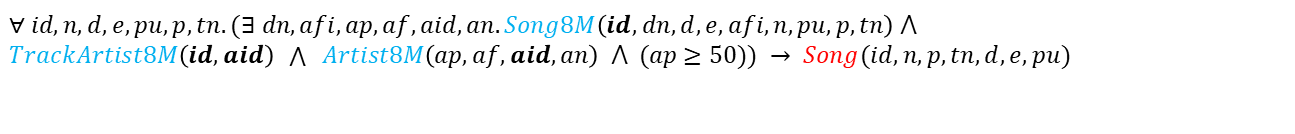 ∀ id, n, d, e, pu, p, tn. (∃ dn, afi, ap, af, aid, an. Song8M(id, dn, d, e, afi, n, pu, p, tn) ∧
TrackArtist8M(id, aid) ∧ Artist8M(ap, af, aid, an) ∧ (ap ≥ 50)) → Song(id, n, p, tn, d, e, pu)